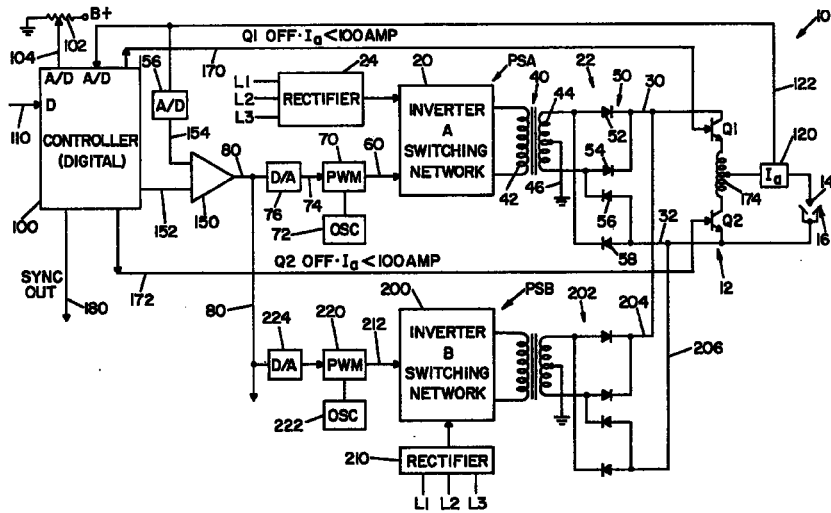 B+
10
102
104
Q1 OFF·Ia<100AMP
170
122
A/D A/D
156
A/D
154
24
L1
L2
L3
RECTIFIER
20
PSA
INVERTER
A
SWITCHING
NETWORK
40
44
42
46
22
50
30
52
54
56
58
32
Q1
Q2
174
120
Ia
14
16
12
110
D
CONTROLLER
(DIGITAL)
100
152
150
80
D/A
76
74
70
PWM
60
72
OSC
SYNC
OUT
180
172
Q2 OFF·Ia<100AMP
80
224
D/A
220
PWM
212
222
OSC
200
PSB
INVERTER
B
SWITCHING
NETWORK
202
204
206
210
RECTIFIER
L1 L2 L3